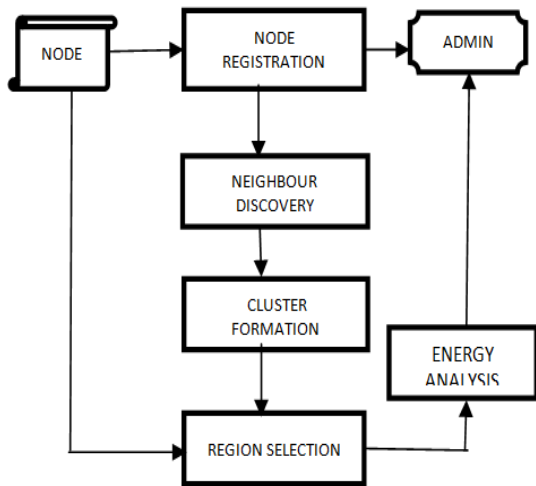 NODE
NODE
REGISTRATION
ADMIN
NEIGHBOUR
DISCOVERY
CLUSTER
FORMATION
ENERGY
ANALYSIS
REGION SELECTION